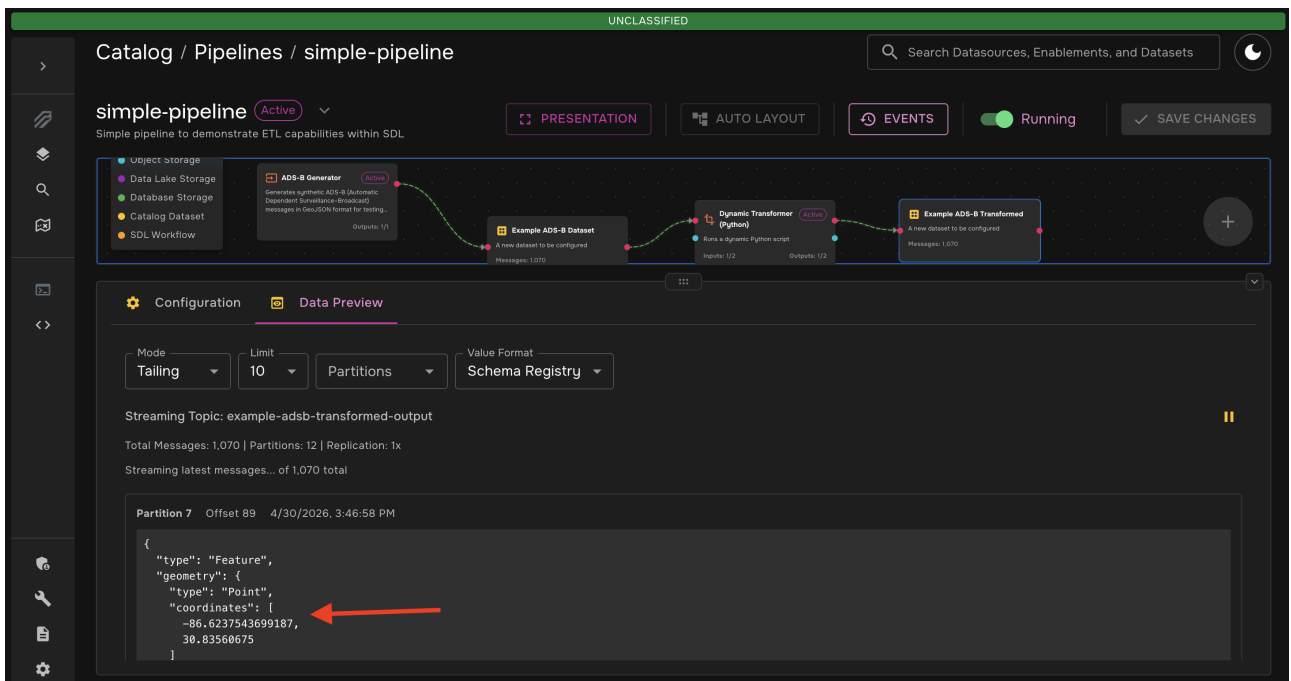 UNCLASSIFIED
Catalog / Pipelines / simple-pipeline
Search Datasources, Enablements, and Datasets
simple-pipeline Active
Simple pipeline to demonstrate ETL capabilities within SDL
PRESENTATION
AUTO LAYOUT
EVENTS
Running
SAVE CHANGES
Object Storage
Data Lake Storage
Database Storage
Catalog Dataset
SDL Workflow
ADS-B Generator Active
Generates synthetic ADS-B (Automatic
Dependent Surveillance-Broadcast)
messages in GeoJSON format for testing...
Outputs: 1/1
Example ADS-B Dataset
A new dataset to be configured
Messages: 1,070
Dynamic Transformer Active
(Python)
Runs a dynamic Python script
Inputs: 1/2 Outputs: 1/2
Example ADS-B Transformed
A new dataset to be configured
Messages: 1,070
Configuration
Data Preview
Mode
Tailing
Limit
10
Partitions
Value Format
Schema Registry
Streaming Topic: example-adsb-transformed-output
Total Messages: 1,070 | Partitions: 12 | Replication: 1x
Streaming latest messages... of 1,070 total
Partition 7 Offset 89 4/30/2026, 3:46:58 PM
{
"type": "Feature",
"geometry": {
"type": "Point",
"coordinates": [
-86.6237543699187,
30.83560675
]